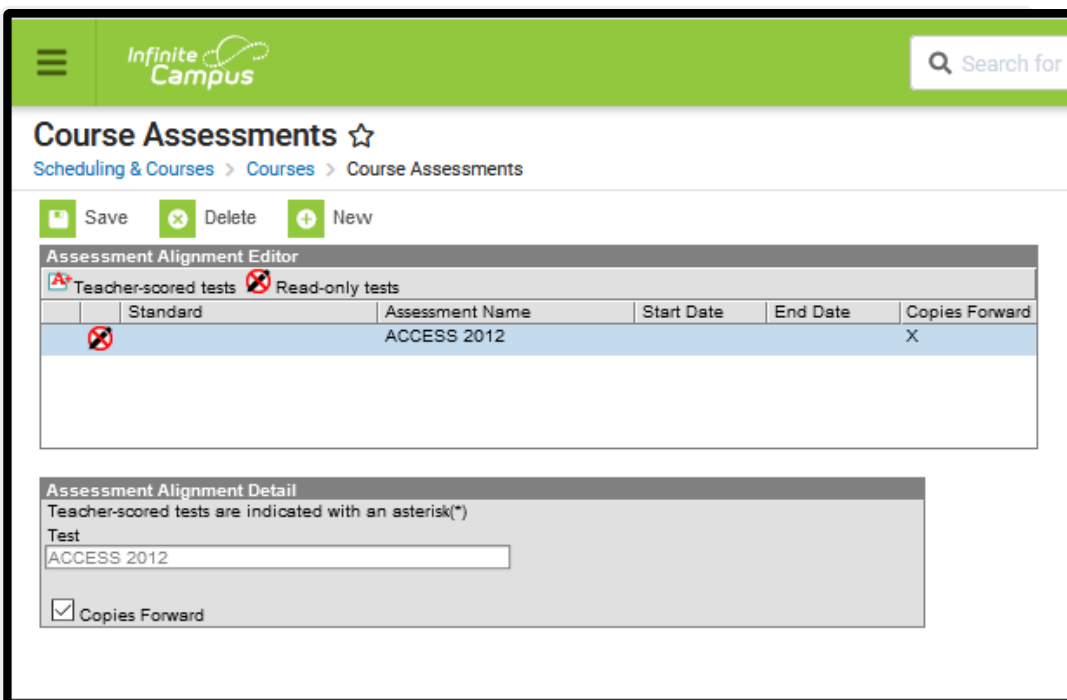 Infinite
Campus
Search for
Course Assessments
Scheduling & Courses > Courses > Course Assessments
Save Delete New
Assessment Alignment Editor
A+ Teacher-scored tests Read-only tests
Standard Assessment Name Start Date End Date Copies Forward
ACCESS 2012 X
Assessment Alignment Detail
Teacher-scored tests are indicated with an asterisk(*)
Test
ACCESS 2012
Copies Forward